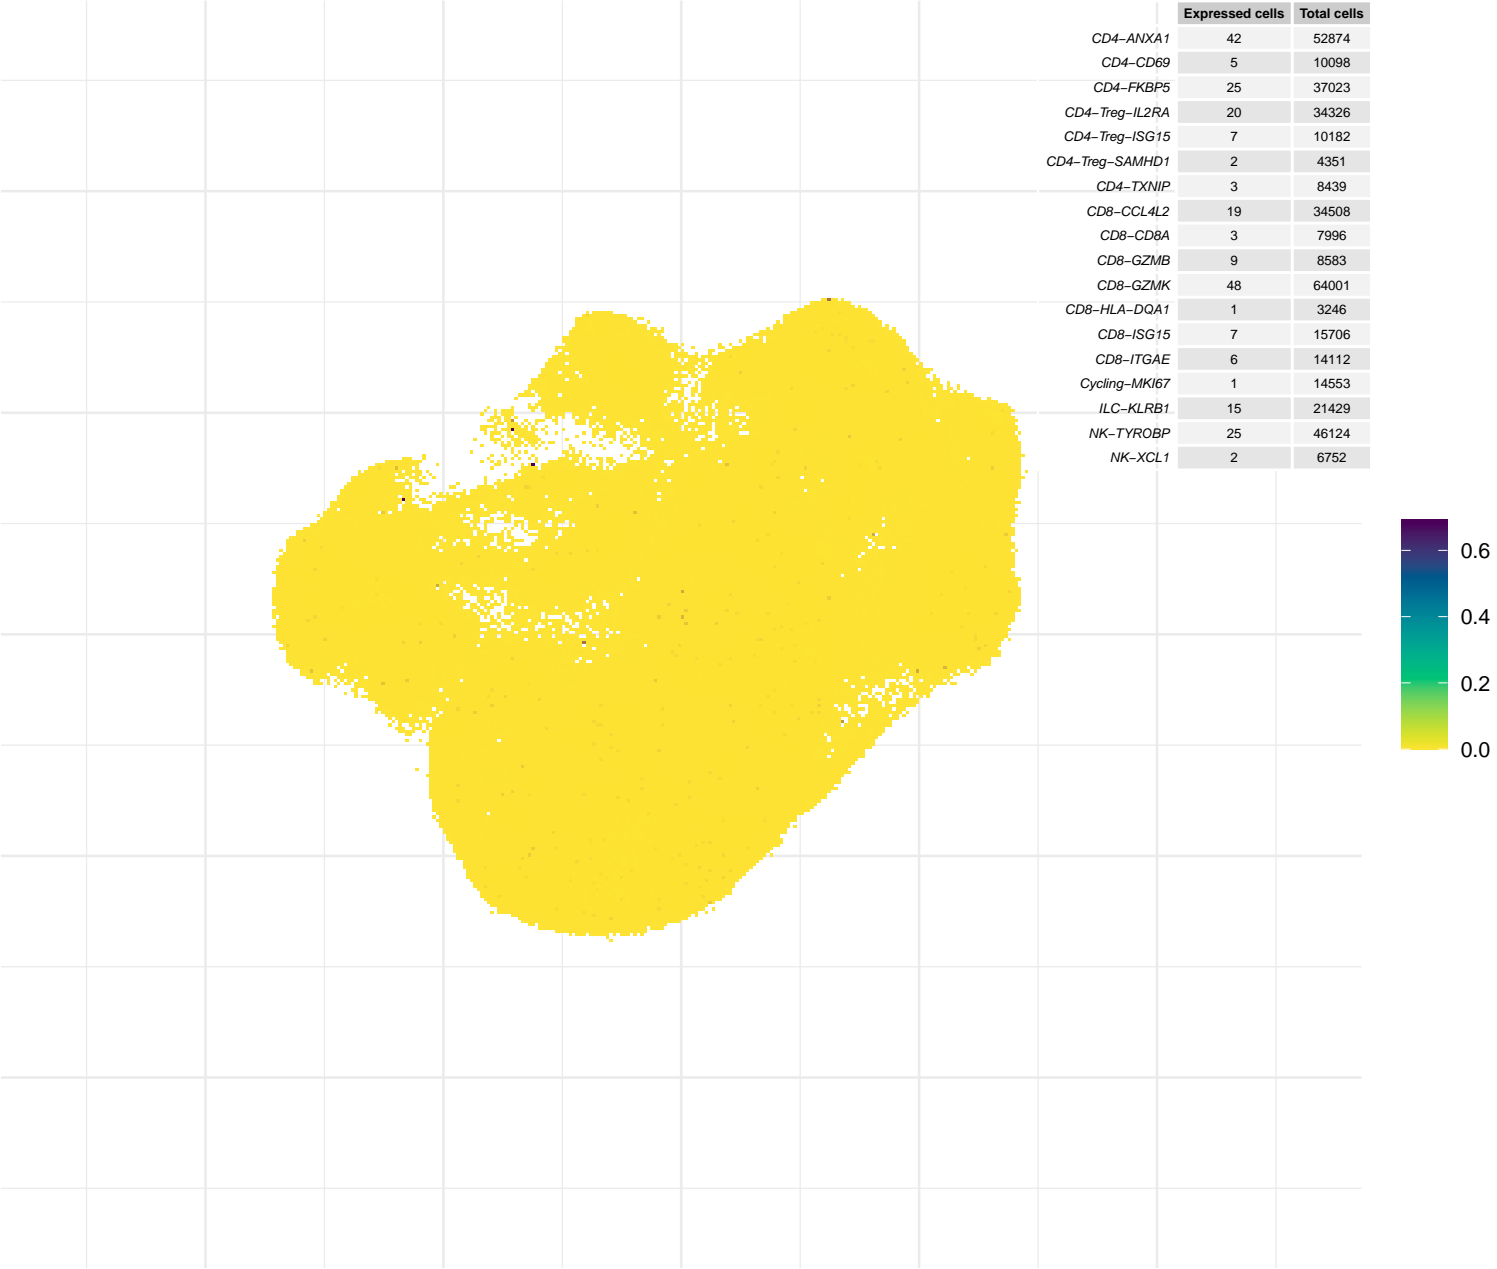 Expressed cells Total cells
CD4−ANXA1 42 52874
CD4−CD69 5 10098
CD4−FKBP5 25 37023
CD4−Treg−IL2RA 20 34326
CD4−Treg−ISG15 7 10182
CD4−Treg−SAMHD1 2 4351
CD4−TXNIP 3 8439
CD8−CCL4L2 19 34508
CD8−CD8A 3 7996
CD8−GZMB 9 8583
CD8−GZMK 48 64001
CD8−HLA−DQA1 1 3246
CD8−ISG15 7 15706
CD8−ITGAE 6 14112
Cycling−MKI67 1 14553
ILC−KLRB1 15 21429
NK−TYROBP 25 46124
NK−XCL1 2 6752
0.6
0.4
0.2
0.0